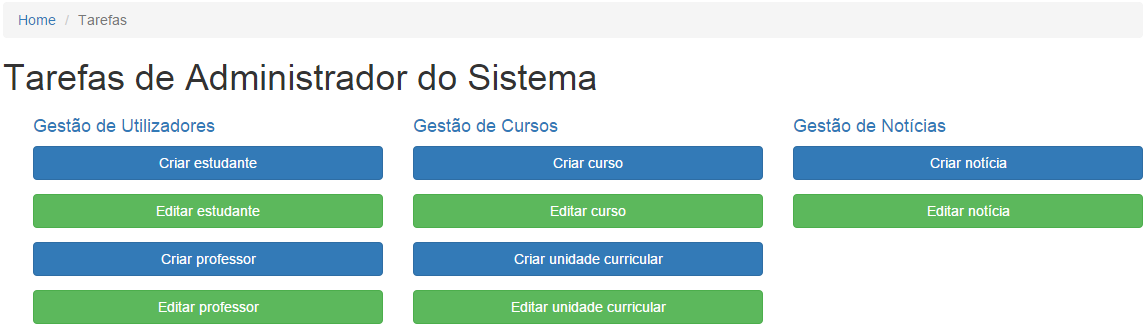 Home / Tarefas
Tarefas de Administrador do Sistema
Gestão de Utilizadores
Criar estudante
Editar estudante
Criar professor
Editar professor
Gestão de Cursos
Criar curso
Editar curso
Criar unidade curricular
Editar unidade curricular
Gestão de Notícias
Criar notícia
Editar notícia